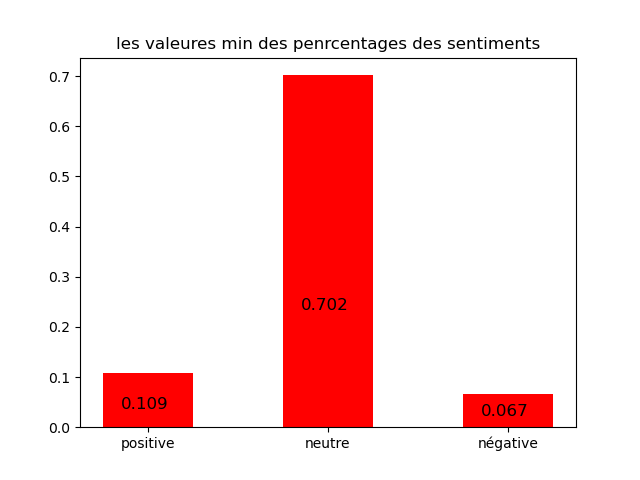 les valeures min des penrcentages des sentiments
0.7
0.6
0.5
0.4
0.3
0.2
0.1
0.0
0.109
0.702
0.067
positive
neutre
négative